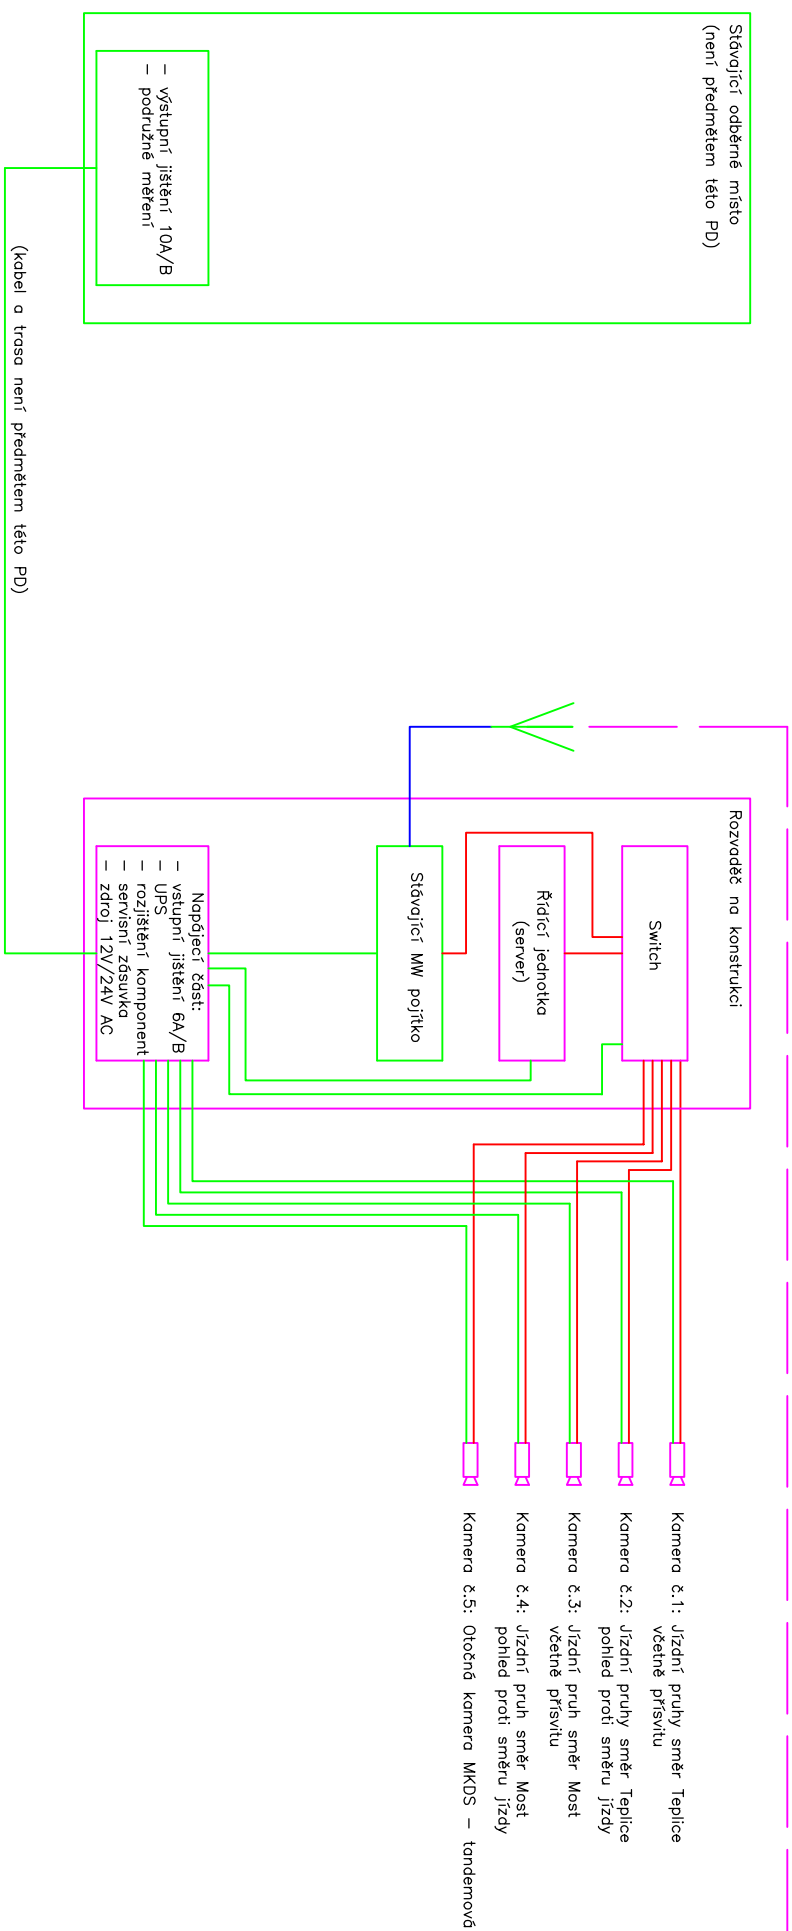 Stávající odběrné místo
(není předmětem této PD)
- výstupní jištění 10A/B
- podružné měření
(kabel a trasa není předmětem této PD)
Rozvaděč na konstrukci
Switch
Řídící jednotka
(server)
Stávající MW pojítko
Napájecí část:
- vstupní jištění 6A/B
- UPS
- rozjištění komponent
- servisní zásuvka
- zdroj 12V/24V AC
Kamera č.1: Jízdní pruhy směr Teplice
včetně přísvitu
Kamera č.2: Jízdní pruhy směr Teplice
pohled proti směru jízdy
Kamera č.3: Jízdní pruh směr Most
včetně přísvitu
Kamera č.4: Jízdní pruh směr Most
pohled proti směru jízdy
Kamera č.5: Otočná kamera MKDS - tandemová